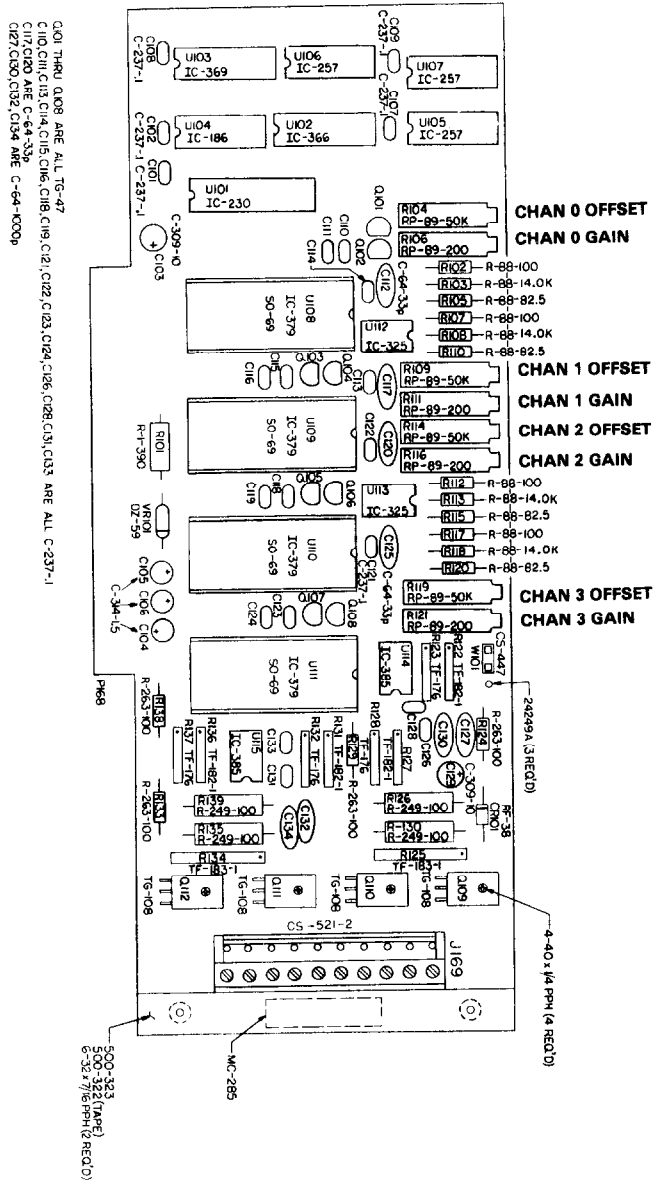 Q101 THRU Q108 ARE ALL TG-47
C110,C111,C113,C114,C115,C116,C118,C119,C121,C122,C123,C124,C126,C128,C131,C133 ARE ALL C-237-.1
C117,C120 ARE C-64-33p
C127,C130,C132,C134 ARE C-64-1000p
C108
C-237-.1
U103
IC-369
U106
IC-257
C109
C-237-.1
U107
IC-257
C102
C-237-.1
U104
IC-186
U102
IC-366
C107
C-237-.1
U105
IC-257
C101
C-237-.1
U101
IC-230
C-309-10
C103
C111
C110
C114
Q101
Q102
R104
RP-89-50K
CHAN 0 OFFSET
R106
RP-89-200
CHAN 0 GAIN
C112
C-64-33p
R102
R-88-100
R103
R-88-14.0K
R105
R-88-82.5
R107
R-88-100
R108
R-88-14.0K
R110
R-88-82.5
U108
IC-379
SO-69
U112
IC-325
C116
C115
Q103
Q104
C113
C117
R109
RP-89-50K
CHAN 1 OFFSET
R111
RP-89-200
CHAN 1 GAIN
R114
RP-89-50K
CHAN 2 OFFSET
R116
RP-89-200
CHAN 2 GAIN
R101
R-1-390
U109
IC-379
SO-69
C122
C120
C119
C118
Q105
Q106
U113
IC-325
R112
R-88-100
R113
R-88-14.0K
R115
R-88-82.5
R117
R-88-100
R118
R-88-14.0K
R120
R-88-82.5
VR101
DZ-59
C105
C106
C104
C-314-1.5
U110
IC-379
SO-69
C121
C-237-.1
C125
C-64-33p
C124
C123
Q107
Q108
R119
RP-89-50K
CHAN 3 OFFSET
R121
RP-89-200
CHAN 3 GAIN
P168
U111
IC-379
SO-69
U114
IC-385
R123 TF-176
R122 TF-182-1
CS-447
W101
24249A (3 REQ'D)
R-263-100
R138
R137 TF-176
R136 TF-182-1
U115
IC-385
C133
C131
R132 TF-176
R131 TF-182-1
R129
R-263-100
R128
TF-176
R127
TF-182-1
C128
C126
C130
C127
R124
R-263-100
C129
C-309-10
CR101
RF-38
R133
R-263-100
R139
R-249-100
R135
R-249-100
R134
TF-183-1
C134
C132
R126
R-249-100
R-130
R-249-100
R125
TF-183-1
TG-108
Q112
TG-108
Q111
TG-108
Q110
TG-108
Q109
4-40 x 1/4 PPH (4 REQ'D)
CS-521-2
J169
MC-285
500-323
500-322 (TAPE)
6-32 x 7/16 PPH (2 REQ'D)